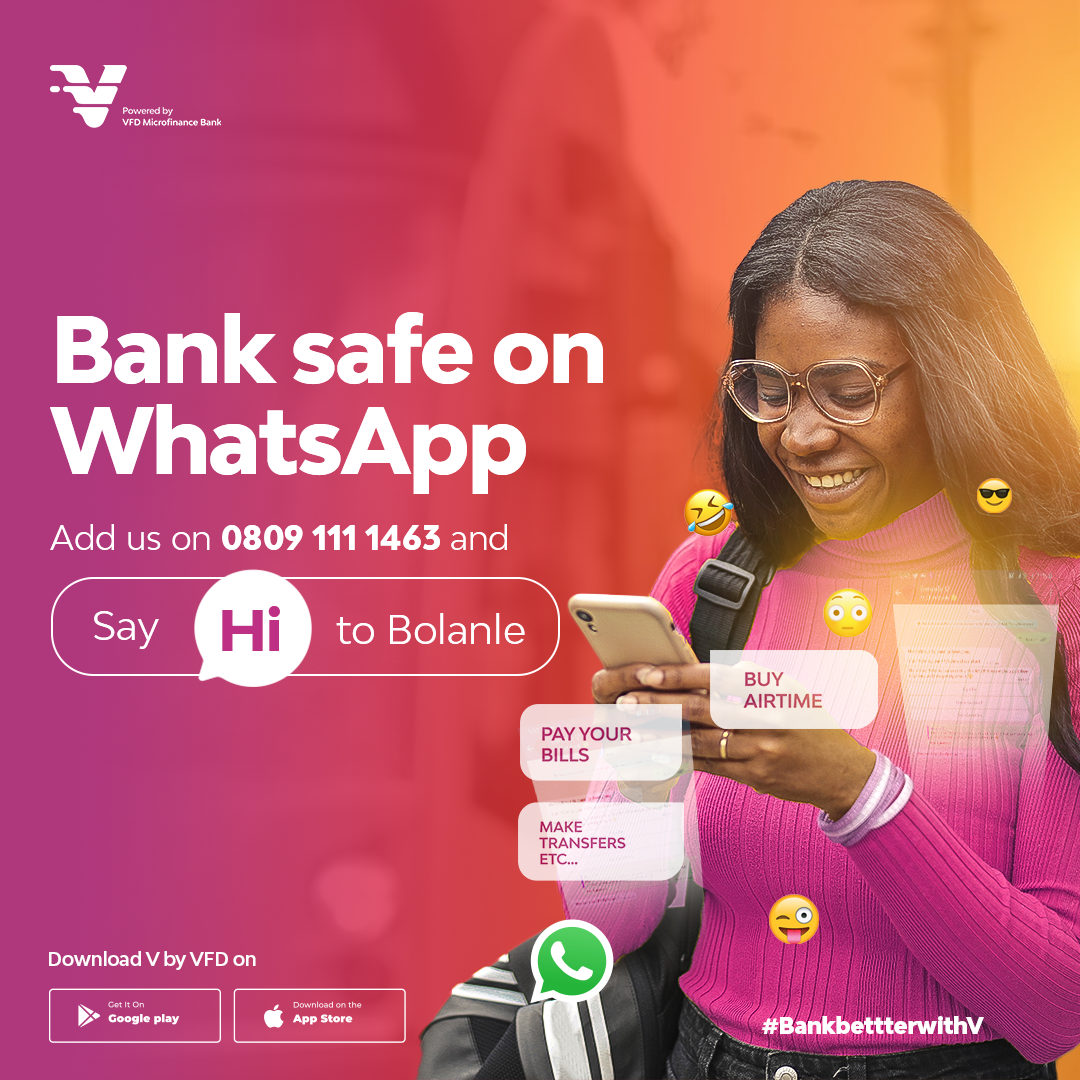 Powered by
VFD Microfinance Bank
Bank safe on
WhatsApp
Add us on 0809 111 1463 and
Say Hi to Bolanle
BUY
AIRTIME
PAY YOUR
BILLS
MAKE
TRANSFERS
ETC...
Download V by VFD on
Get It On
Google play
Download on the
App Store
#BankbettterwithV